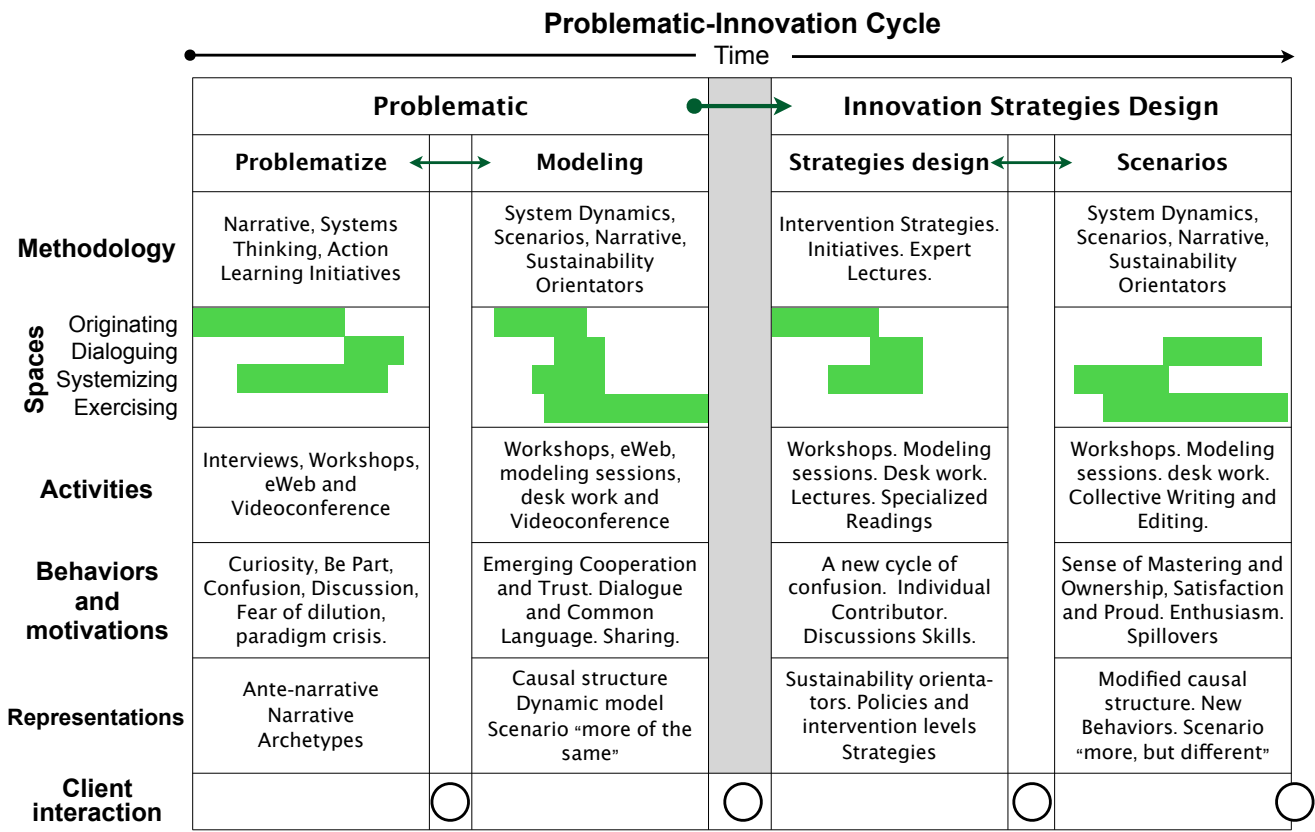 Problematic-Innovation Cycle
Time
Problematic
Innovation Strategies Design
Problematize
Modeling
Strategies design
Scenarios
Methodology
Narrative, Systems
Thinking, Action
Learning Initiatives
System Dynamics,
Scenarios, Narrative,
Sustainability
Orientators
Intervention Strategies.
Initiatives. Expert
Lectures.
System Dynamics,
Scenarios, Narrative,
Sustainability
Orientators
Spaces
Originating
Dialoguing
Systemizing
Exercising
Activities
Interviews, Workshops,
eWeb and
Videoconference
Workshops, eWeb,
modeling sessions,
desk work and
Videoconference
Workshops. Modeling
sessions. Desk work.
Lectures. Specialized
Readings
Workshops. Modeling
sessions. desk work.
Collective Writing and
Editing.
Behaviors
and
motivations
Curiosity, Be Part,
Confusion, Discussion,
Fear of dilution,
paradigm crisis.
Emerging Cooperation
and Trust. Dialogue
and Common
Language. Sharing.
A new cycle of
confusion. Individual
Contributor.
Discussions Skills.
Sense of Mastering and
Ownership, Satisfaction
and Proud. Enthusiasm.
Spillovers
Representations
Ante-narrative
Narrative
Archetypes
Causal structure
Dynamic model
Scenario “more of the
same”
Sustainability orienta-
tors. Policies and
intervention levels
Strategies
Modified causal
structure. New
Behaviors. Scenario
“more, but different”
Client
interaction